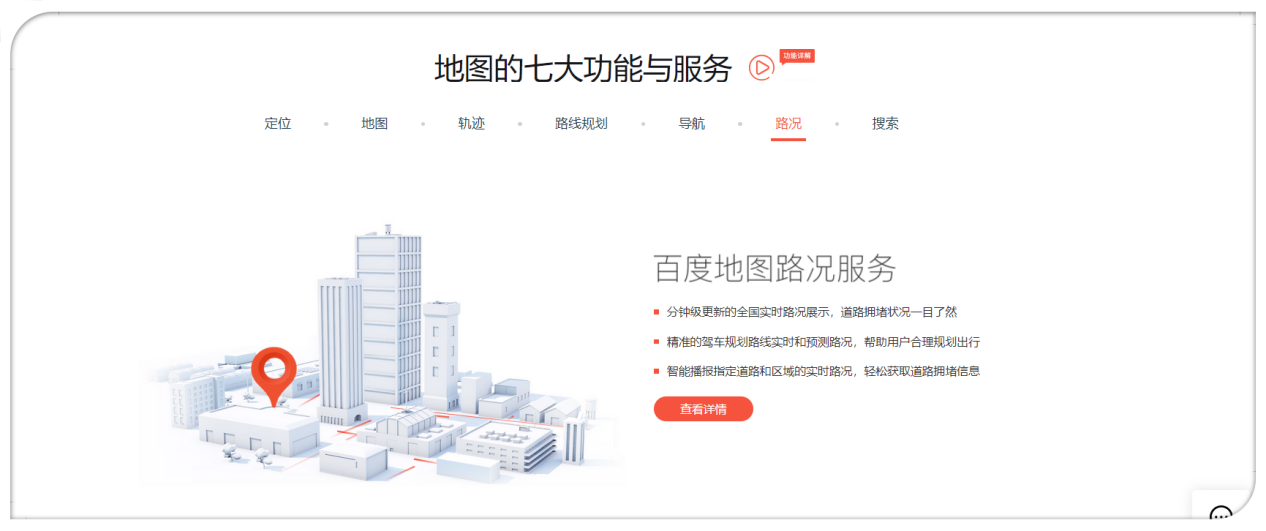 地图的七大功能与服务
功能详解
定位 地图 轨迹 路线规划 导航 路况 搜索
百度地图路况服务
分钟级更新的全国实时路况展示，道路拥堵状况一目了然
精准的驾车规划路线实时和预测路况，帮助用户合理规划出行
智能播报指定道路和区域的实时路况，轻松获取道路拥堵信息
查看详情